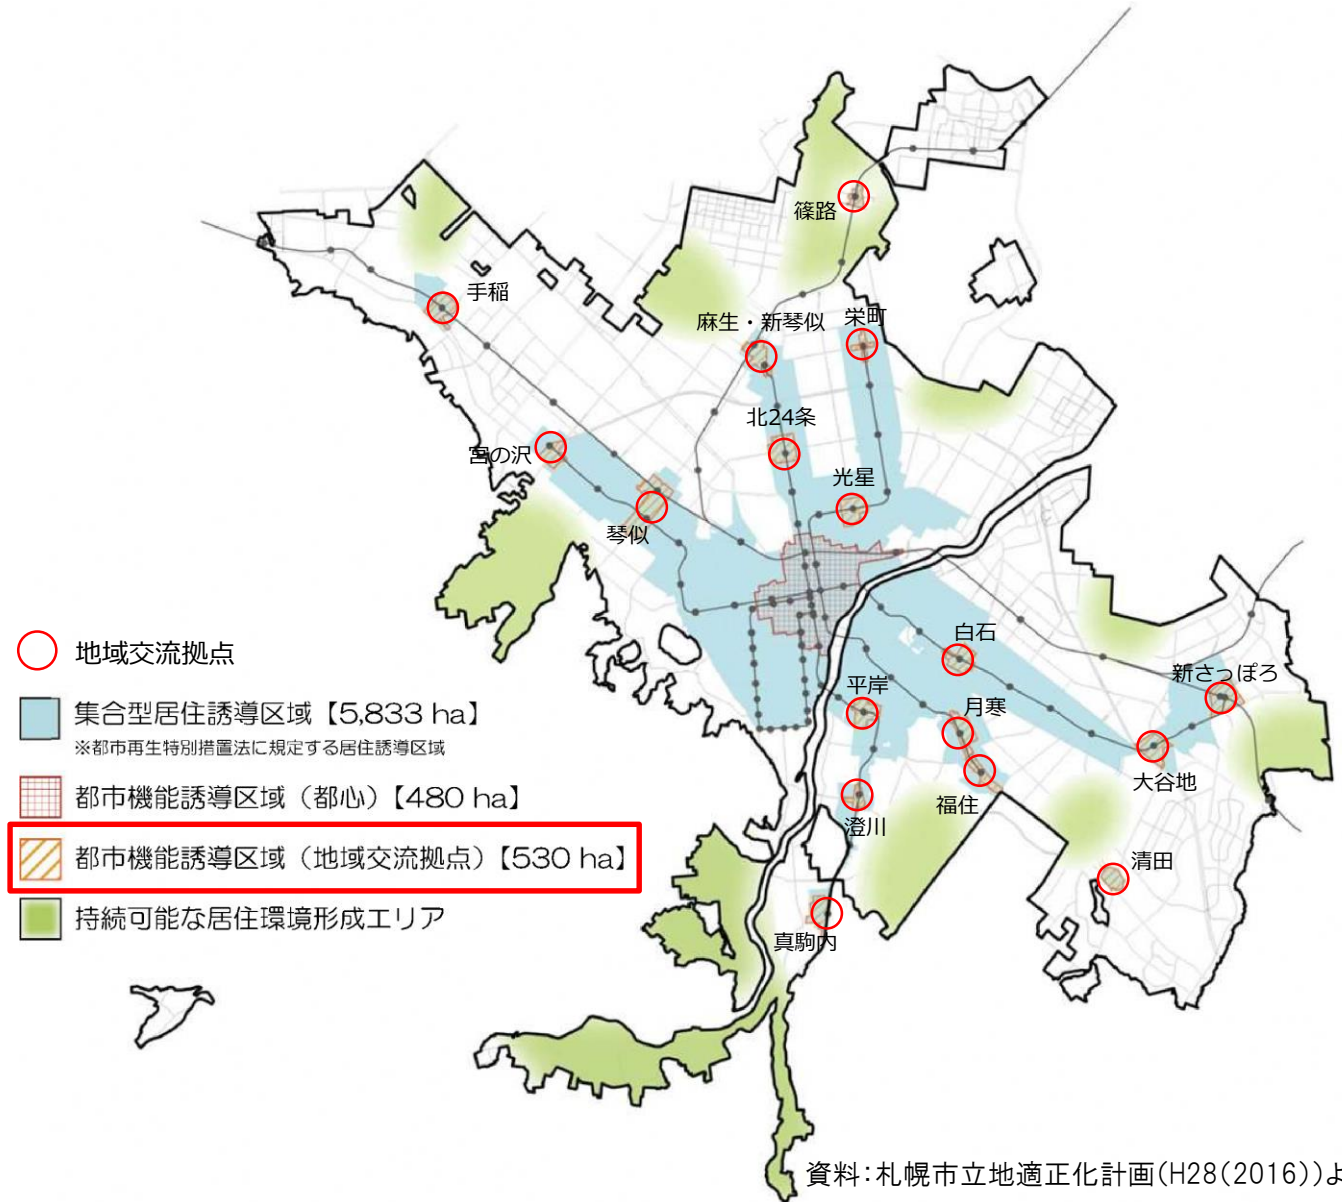 篠路
手稲
麻生・新琴似
栄町
北24条
宮の沢
光星
琴似
白石
新さっぽろ
平岸
月寒
大谷地
福住
澄川
清田
真駒内
地域交流拠点
集合型居住誘導区域【5,833 ha】
※都市再生特別措置法に規定する居住誘導区域
都市機能誘導区域（都心）【480 ha】
都市機能誘導区域（地域交流拠点）【530 ha】
持続可能な居住環境形成エリア
資料：札幌市立地適正化計画(H28(2016))よ